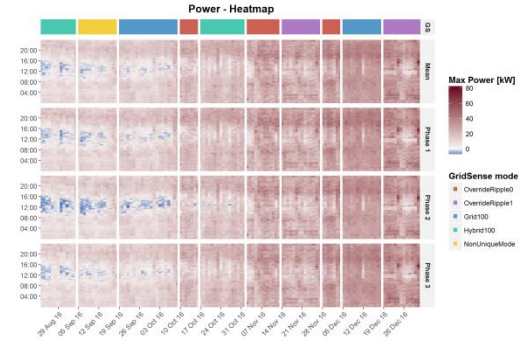 Power - Heatmap
GS
20:00
16:00
12:00
08:00
04:00
Mean
20:00
16:00
12:00
08:00
04:00
Phase 1
20:00
16:00
12:00
08:00
04:00
Phase 2
20:00
16:00
12:00
08:00
04:00
Phase 3
29 Aug 16
05 Sep 16
12 Sep 16
19 Sep 16
26 Sep 16
03 Oct 16
10 Oct 16
17 Oct 16
24 Oct 16
31 Oct 16
07 Nov 16
14 Nov 16
21 Nov 16
28 Nov 16
05 Dec 16
12 Dec 16
19 Dec 16
26 Dec 16
Max Power [kW]
80
60
40
20
0
GridSense mode
OverrideRipple0
OverrideRipple1
Grid100
Hybrid100
NonUniqueMode